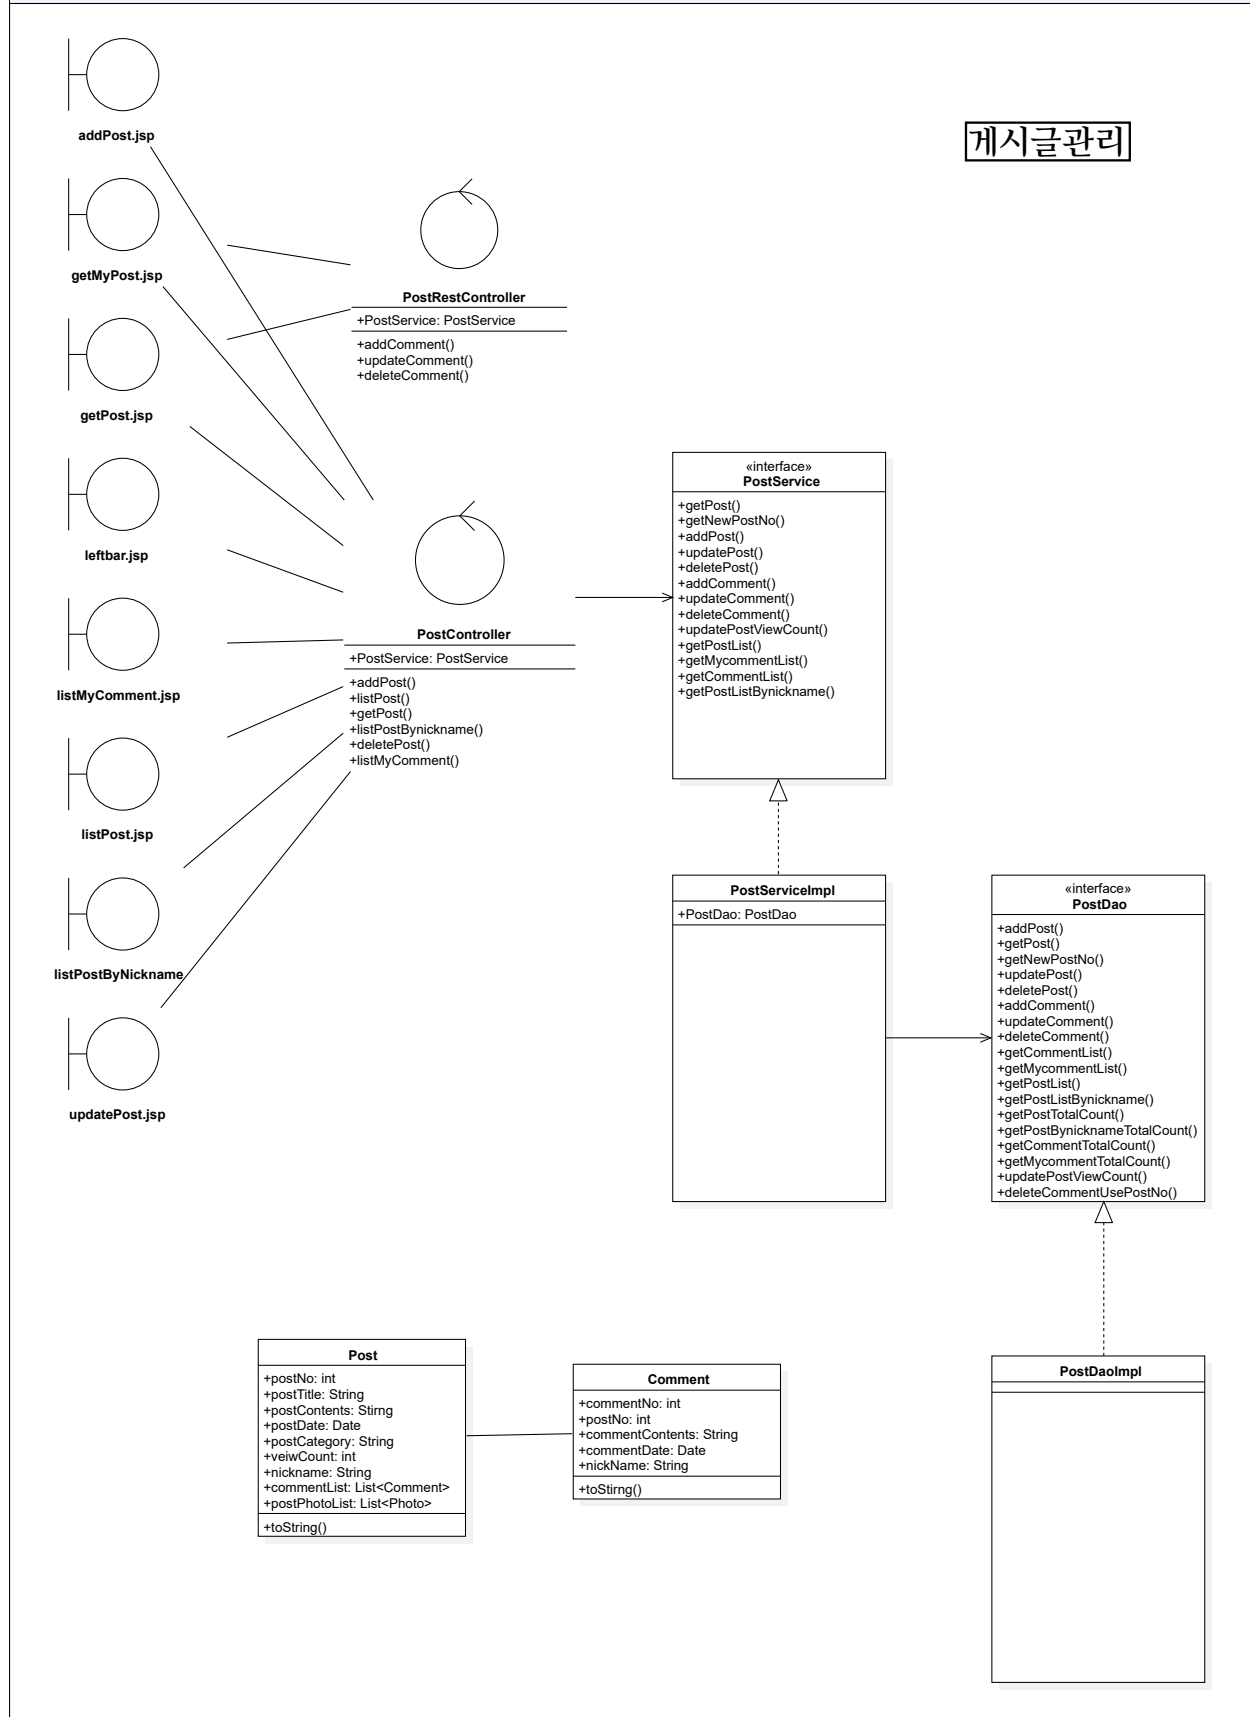 addPost.jsp
게시글관리
getMyPost.jsp
getPost.jsp
leftbar.jsp
listMyComment.jsp
listPost.jsp
listPostByNickname
updatePost.jsp
PostRestController
+PostService: PostService
+addComment()
+updateComment()
+deleteComment()
PostController
+PostService: PostService
+addPost()
+listPost()
+getPost()
+listPostBynickname()
+deletePost()
+listMyComment()
«interface»
PostService
+getPost()
+getNewPostNo()
+addPost()
+updatePost()
+deletePost()
+addComment()
+updateComment()
+deleteComment()
+updatePostViewCount()
+getPostList()
+getMycommentList()
+getCommentList()
+getPostListBynickname()
PostServiceImpl
+PostDao: PostDao
«interface»
PostDao
+addPost()
+getPost()
+getNewPostNo()
+updatePost()
+deletePost()
+addComment()
+updateComment()
+deleteComment()
+getCommentList()
+getMycommentList()
+getPostList()
+getPostListBynickname()
+getPostTotalCount()
+getPostBynicknameTotalCount()
+getCommentTotalCount()
+getMycommentTotalCount()
+updatePostViewCount()
+deleteCommentUsePostNo()
Post
+postNo: int
+postTitle: String
+postContents: Stirng
+postDate: Date
+postCategory: String
+veiwCount: int
+nickname: String
+commentList: List<Comment>
+postPhotoList: List<Photo>
+toString()
Comment
+commentNo: int
+postNo: int
+commentContents: String
+commentDate: Date
+nickName: String
+toStirng()
PostDaoImpl